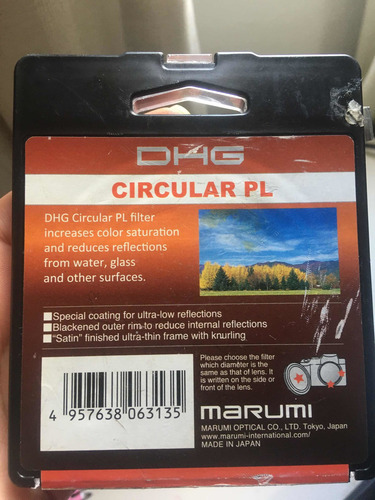 DHG
CIRCULAR PL
DHG Circular PL filter
increases color saturation
and reduces reflections
from water, glass
and other surfaces.
Special coating for ultra-low reflections
Blackened outer rim to reduce internal reflections
"Satin" finished ultra-thin frame with knurling
Please choose the filter
which diameter is the
same as that of lens. It
is written on the side or
front of the lens.
4 957638 063135
marumi
MARUMI OPTICAL CO., LTD. Tokyo, Japan
www.marumi-international.com/
MADE IN JAPAN